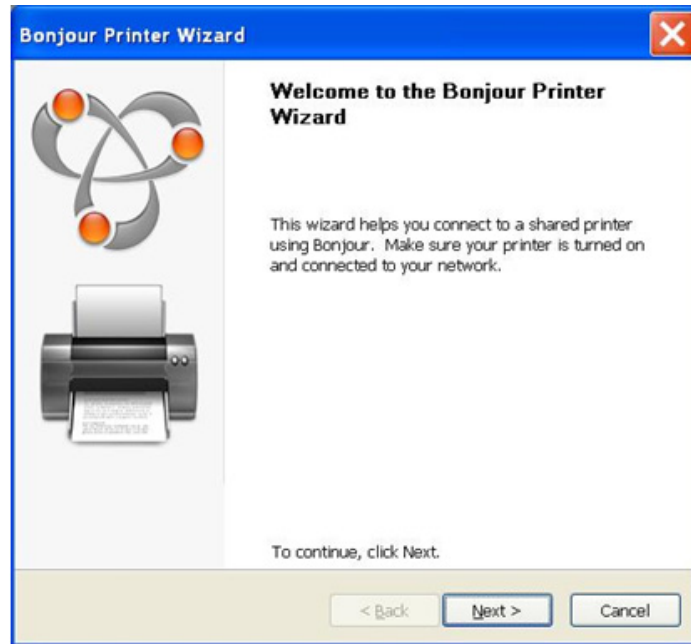 Bonjour Printer Wizard
Welcome to the Bonjour Printer
Wizard
This wizard helps you connect to a shared printer
using Bonjour. Make sure your printer is turned on
and connected to your network.
To continue, click Next.
< Back
Next >
Cancel